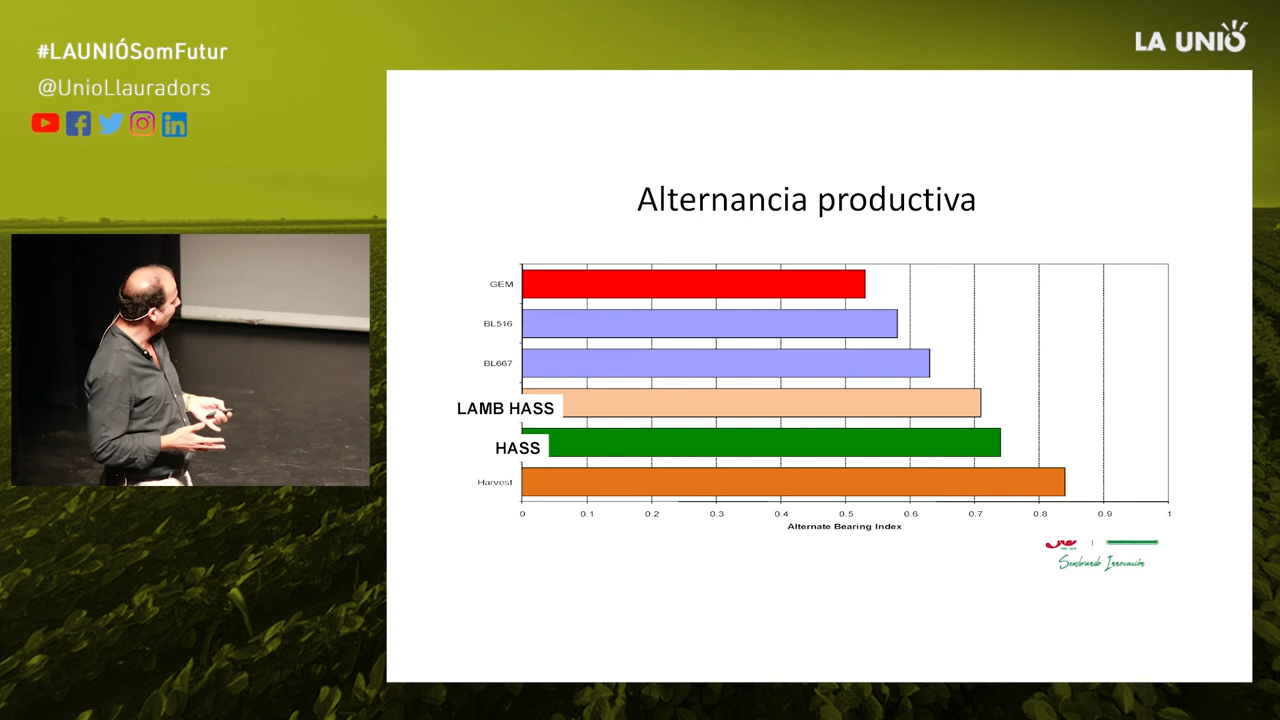 #LAUNIÓSomFutur
@UnioLlauradors
LA UNIÓ
Alternancia productiva
GEM
BL516
BL667
LAMB HASS
HASS
Harvest
0 0.1 0.2 0.3 0.4 0.5 0.6 0.7 0.8 0.9 1
Alternate Bearing Index
Sembrando Innovación